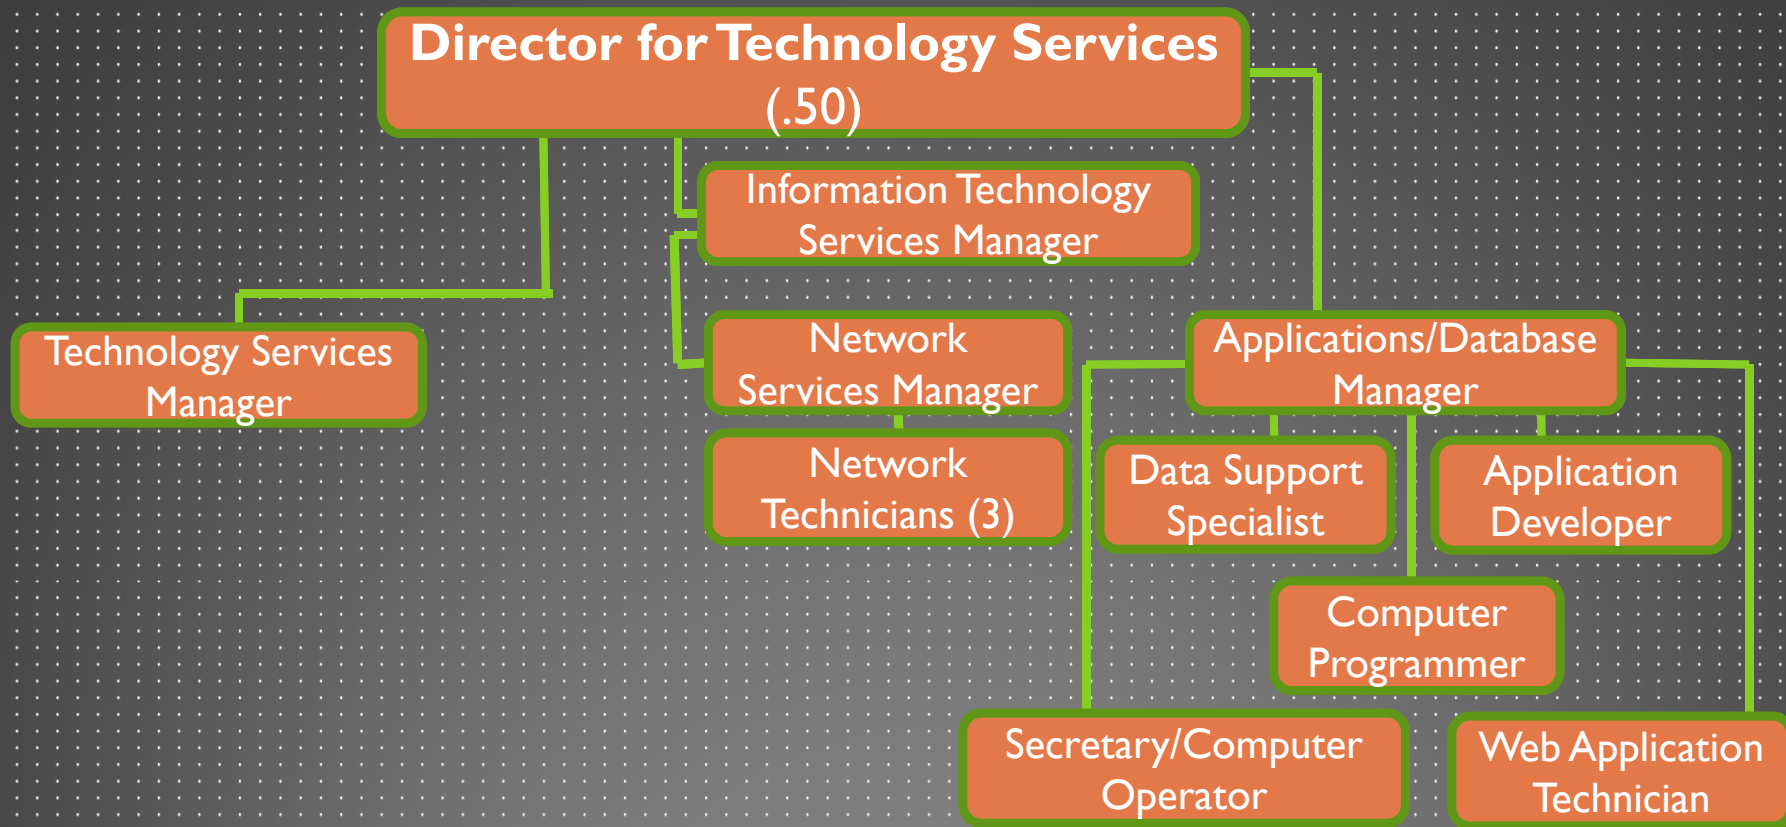 Director for Technology Services
(.50)
Information Technology
Services Manager
Technology Services
Manager
Network
Services Manager
Applications/Database
Manager
Network
Technicians (3)
Data Support
Specialist
Application
Developer
Computer
Programmer
Secretary/Computer
Operator
Web Application
Technician